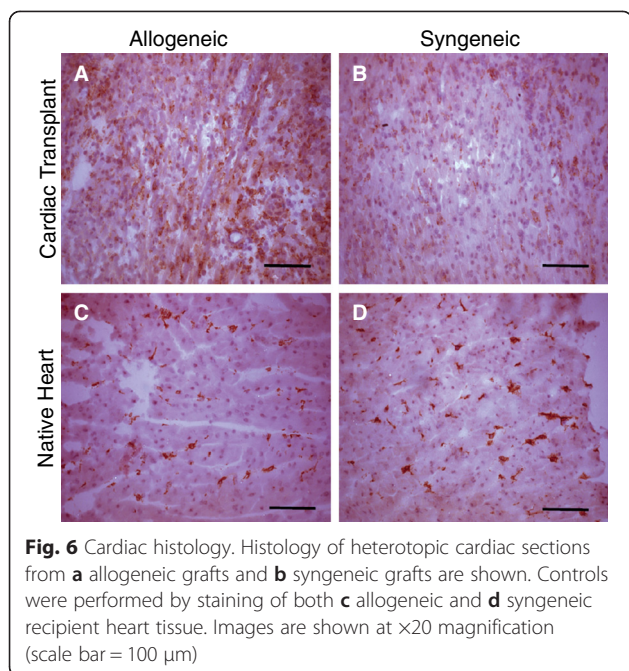 Allogeneic Syngeneic
Cardiac Transplant
A
B
Native Heart
C
D
Fig. 6 Cardiac histology. Histology of heterotopic cardiac sections
from a allogeneic grafts and b syngeneic grafts are shown. Controls
were performed by staining of both c allogeneic and d syngeneic
recipient heart tissue. Images are shown at ×20 magnification
(scale bar = 100 μm)